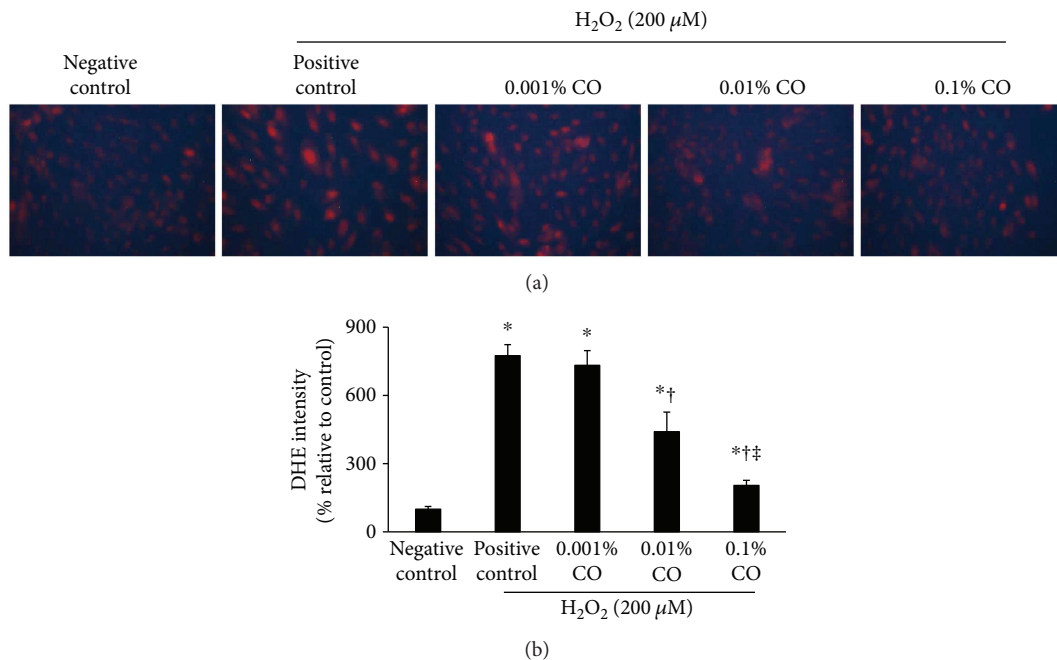 H₂O₂ (200 μM)
Negative
control
Positive
control
0.001% CO
0.01% CO
0.1% CO
(a)
900
600
300
0
DHE intensity
(% relative to control)
*
*
*†
*†‡
Negative
control
Positive
control
0.001%
CO
0.01%
CO
0.1%
CO
H₂O₂ (200 μM)
(b)